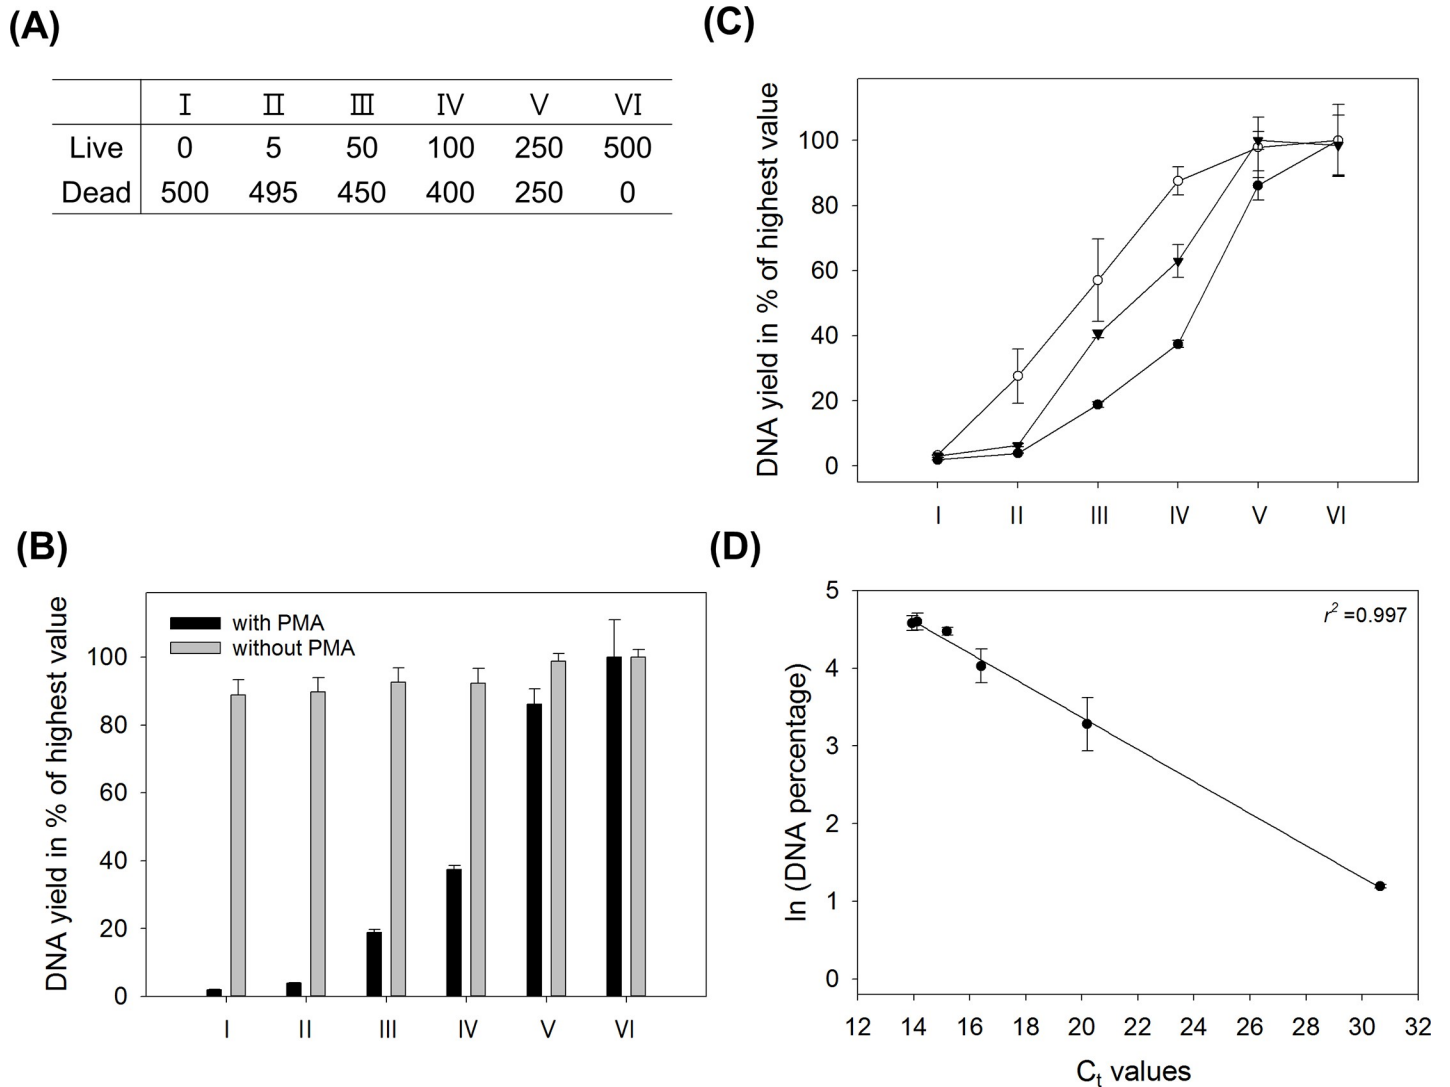 (A)
Ⅰ Ⅱ Ⅲ Ⅳ Ⅴ Ⅵ
Live 0 5 50 100 250 500
Dead 500 495 450 400 250 0
(B)
DNA yield in % of highest value
with PMA
without PMA
100
80
60
40
20
0
I II III IV V VI
(C)
DNA yield in % of highest value
100
80
60
40
20
0
I II III IV V VI
(D)
ln (DNA percentage)
r² =0.997
5
4
3
2
1
0
12 14 16 18 20 22 24 26 28 30 32
Cₜ values